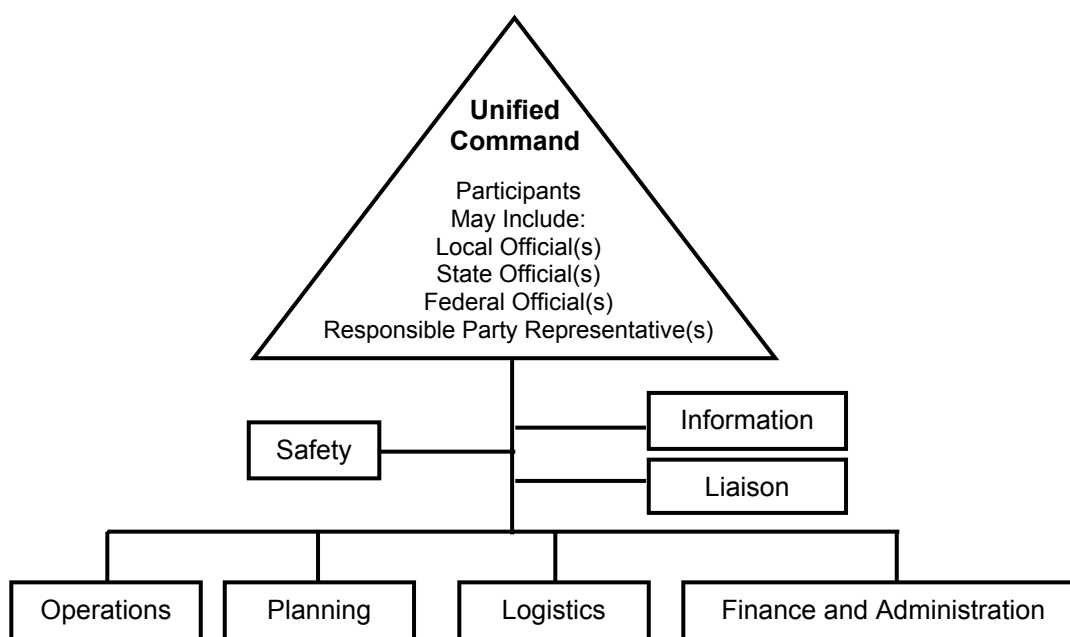 Unified
Command
Participants
May Include:
Local Official(s)
State Official(s)
Federal Official(s)
Responsible Party Representative(s)
Information
Safety
Liaison
Operations
Planning
Logistics
Finance and Administration